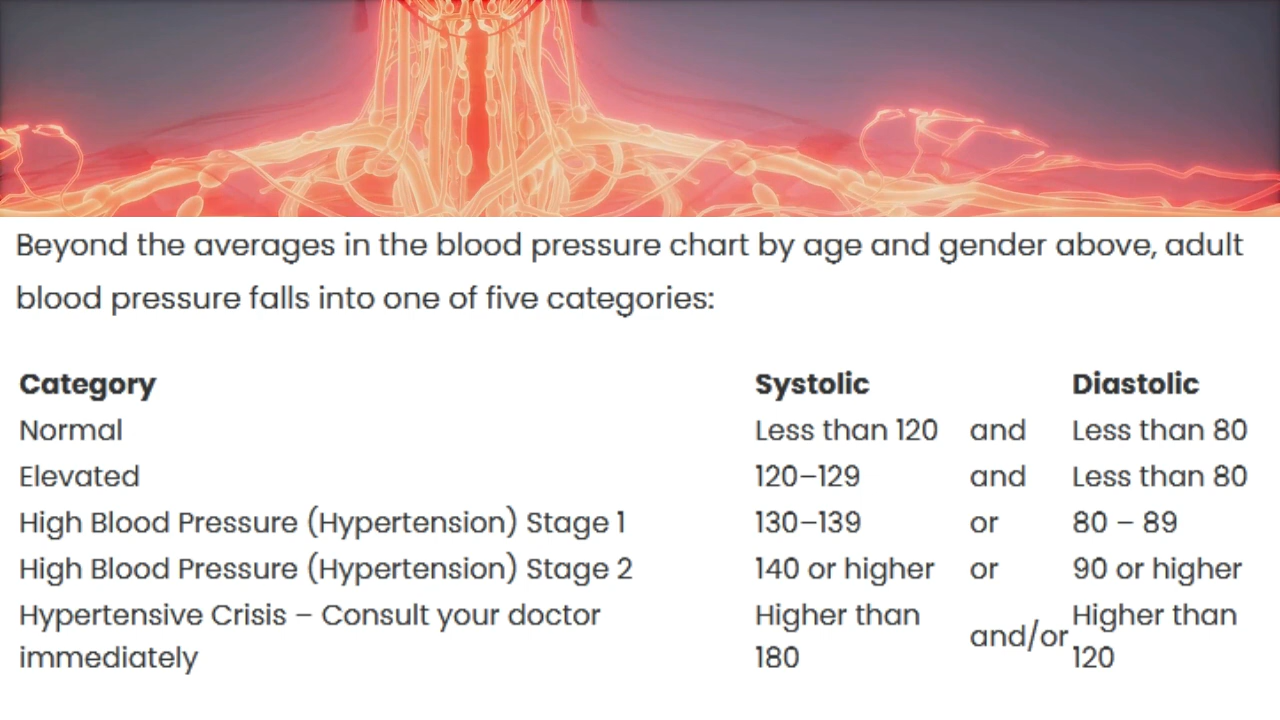 Beyond the averages in the blood pressure chart by age and gender above, adult
blood pressure falls into one of five categories:
Category Systolic Diastolic
Normal Less than 120 and Less than 80
Elevated 120–129 and Less than 80
High Blood Pressure (Hypertension) Stage 1 130–139 or 80 – 89
High Blood Pressure (Hypertension) Stage 2 140 or higher or 90 or higher
Hypertensive Crisis – Consult your doctor Higher than and/or Higher than
immediately 180 120